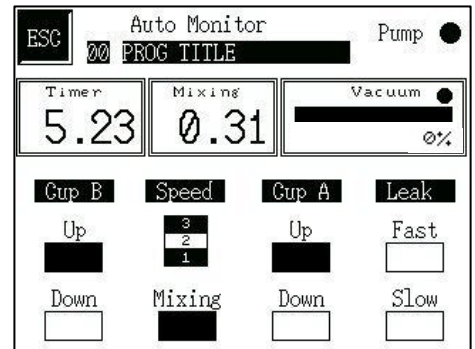 ESC
Auto Monitor
Pump
00 PROG TITLE
Timer
5.23
Mixing
0.31
Vacuum
0%
Cup B
Speed
Cup A
Leak
Up
3
2
1
Up
Fast
Down
Mixing
Down
Slow